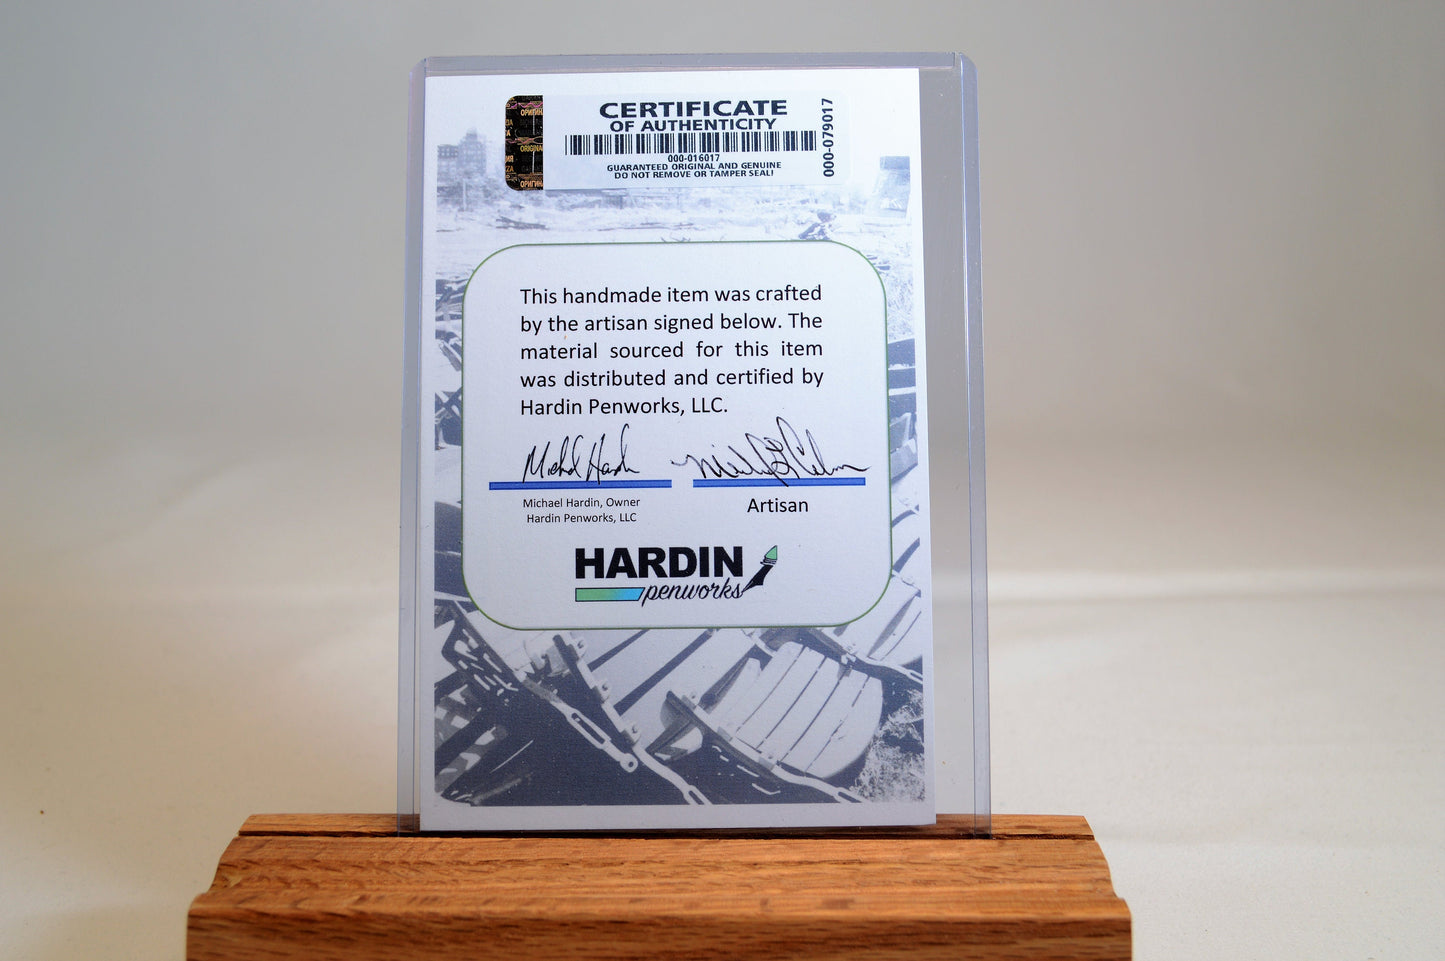 CERTIFICATE
OF AUTHENTICITY
000-016017
GUARANTEED ORIGINAL AND GENUINE
DO NOT REMOVE OR TAMPER SEAL!
000-079017
This handmade item was crafted
by the artisan signed below. The
material sourced for this item
was distributed and certified by
Hardin Penworks, LLC.
Michael Hardin
Michael Hardin, Owner
Hardin Penworks, LLC
Artisan
HARDIN
penworks